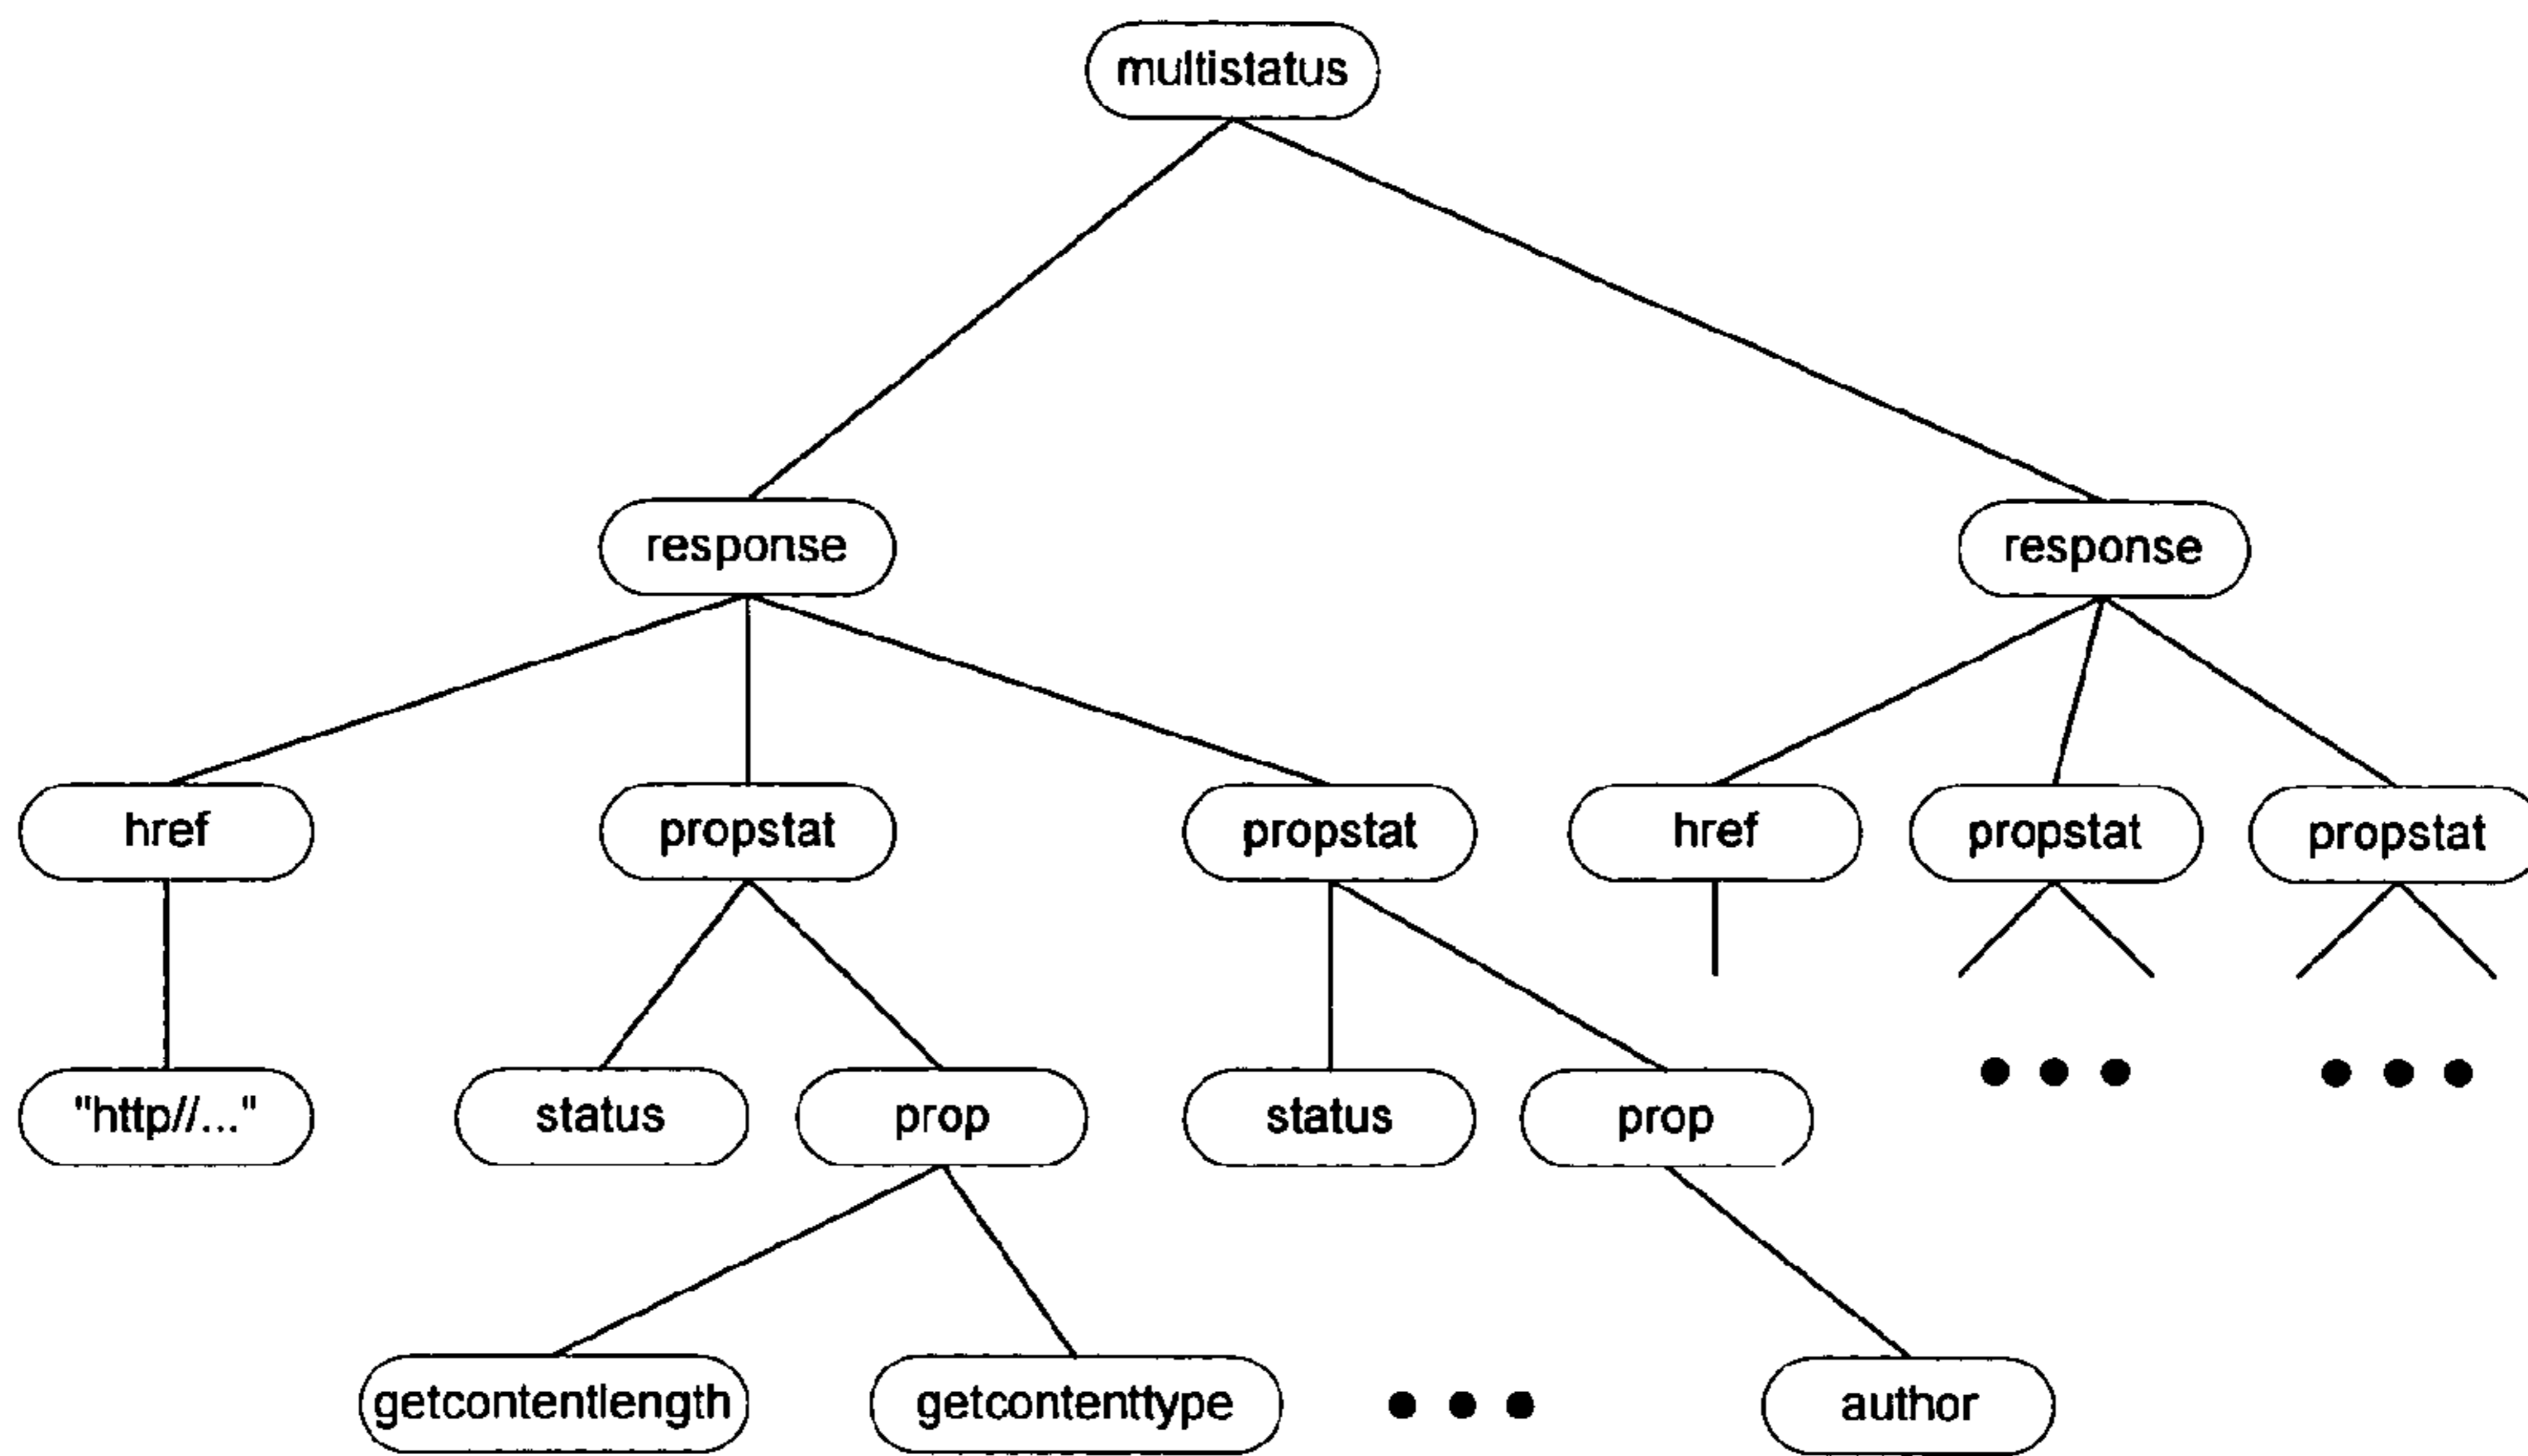 multistatus
response
response
href
propstat
propstat
href
propstat
propstat
"http//..."
status
prop
status
prop
getcontentlength
getcontenttype
author